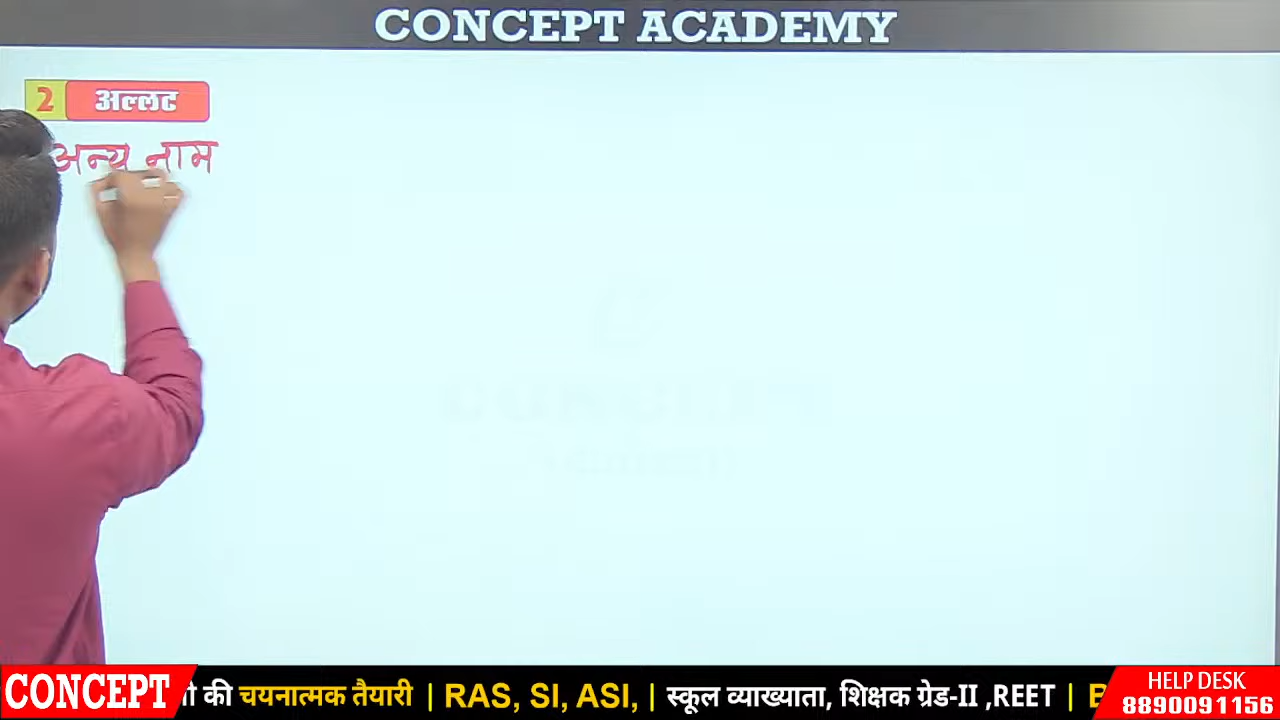 CONCEPT ACADEMY
2 अल्लट
अन्य नाम
CONCEPT
की चयनात्मक तैयारी | RAS, SI, ASI, | स्कूल व्याख्याता, शिक्षक ग्रेड-II ,REET |
HELP DESK
8890091156